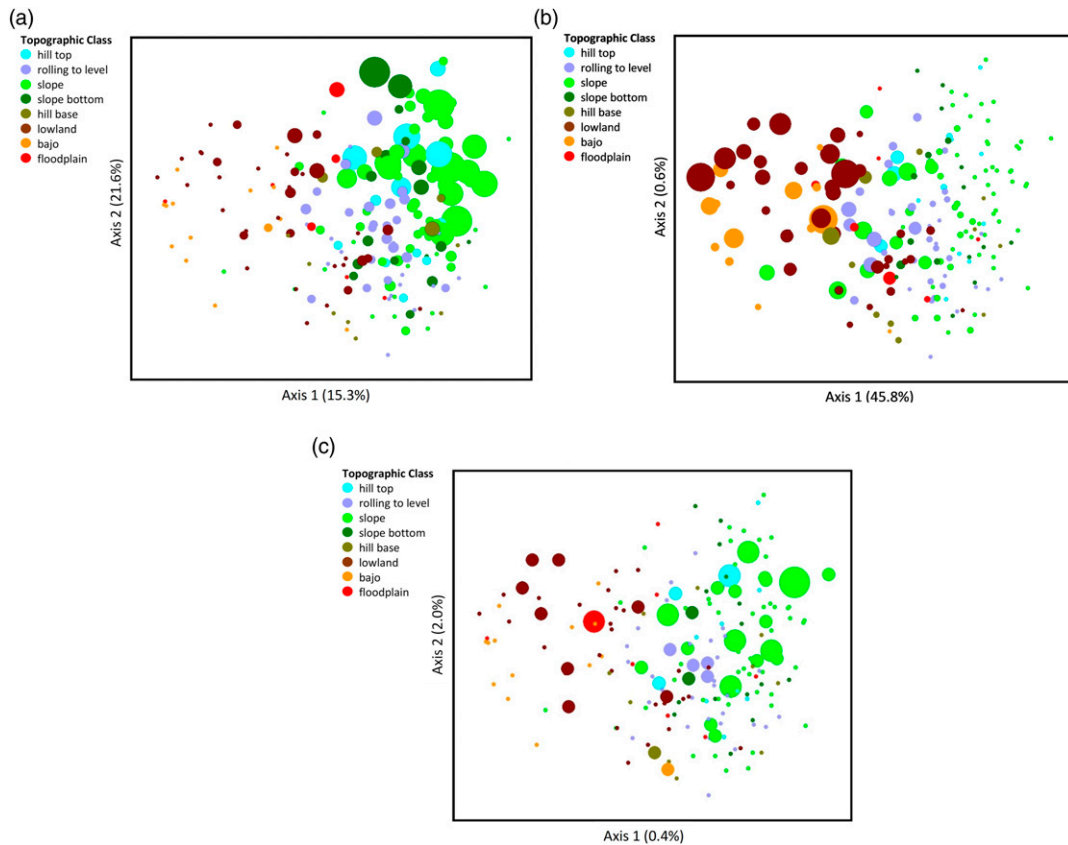 (a)
Topographic Class
hill top
rolling to level
slope
slope bottom
hill base
lowland
bajo
floodplain
Axis 2 (21.6%)
Axis 1 (15.3%)
(b)
Topographic Class
hill top
rolling to level
slope
slope bottom
hill base
lowland
bajo
floodplain
Axis 2 (0.6%)
Axis 1 (45.8%)
(c)
Topographic Class
hill top
rolling to level
slope
slope bottom
hill base
lowland
bajo
floodplain
Axis 2 (2.0%)
Axis 1 (0.4%)